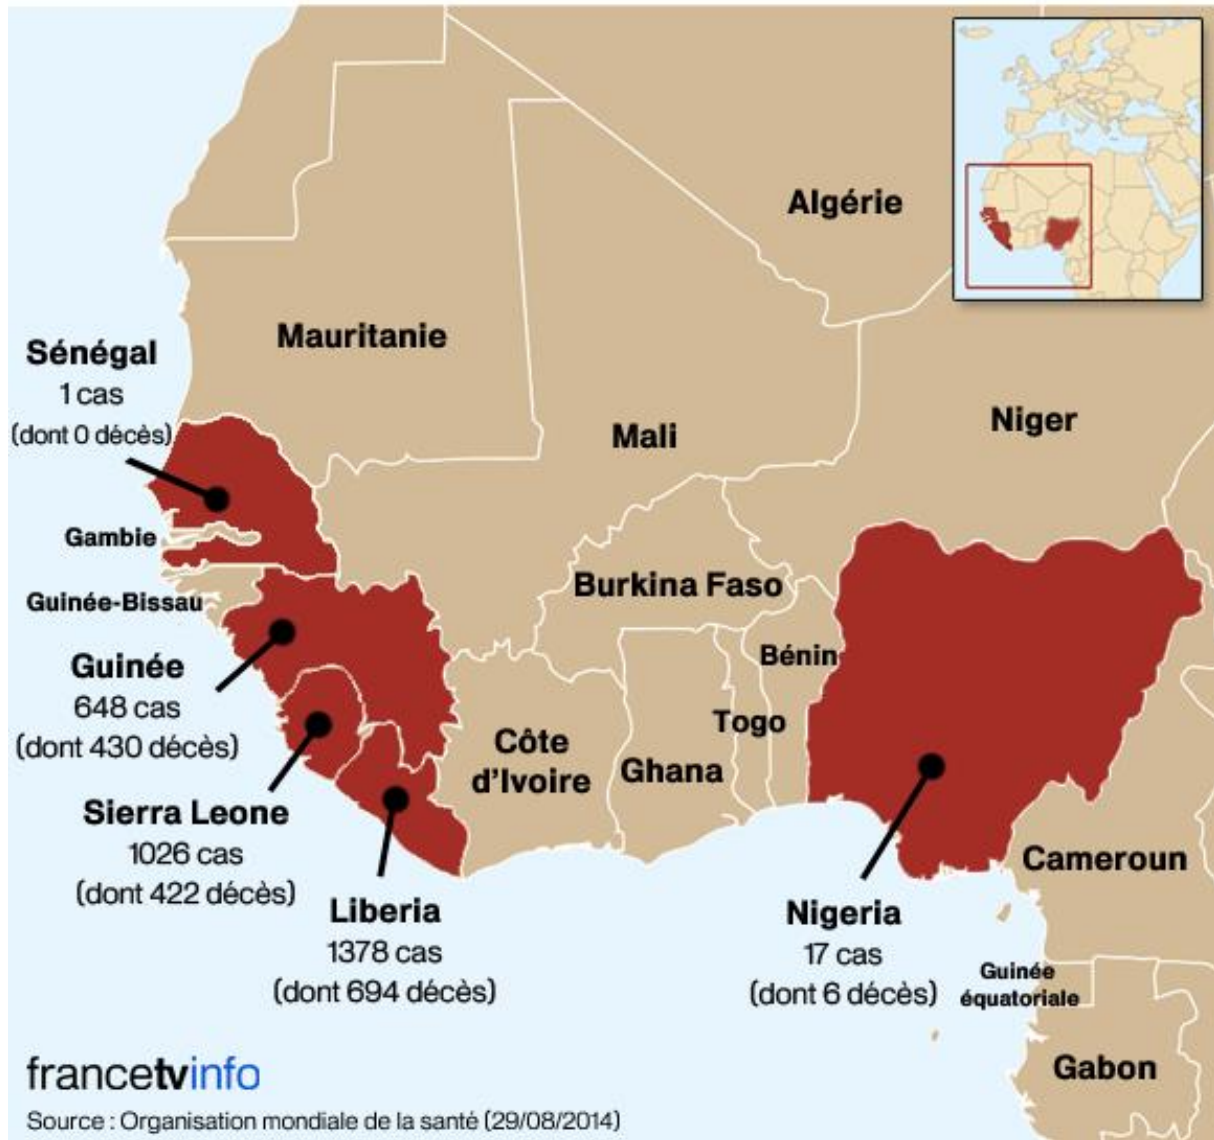 Algérie
Mauritanie
Sénégal
1 cas
(dont 0 décès)
Niger
Mali
Gambie
Burkina Faso
Guinée-Bissau
Bénin
Guinée
648 cas
(dont 430 décès)
Togo
Côte
d'Ivoire
Ghana
Sierra Leone
1026 cas
(dont 422 décès)
Cameroun
Liberia
1378 cas
(dont 694 décès)
Nigeria
17 cas
(dont 6 décès)
Guinée
équatoriale
Gabon
francetvinfo
Source : Organisation mondiale de la santé (29/08/2014)